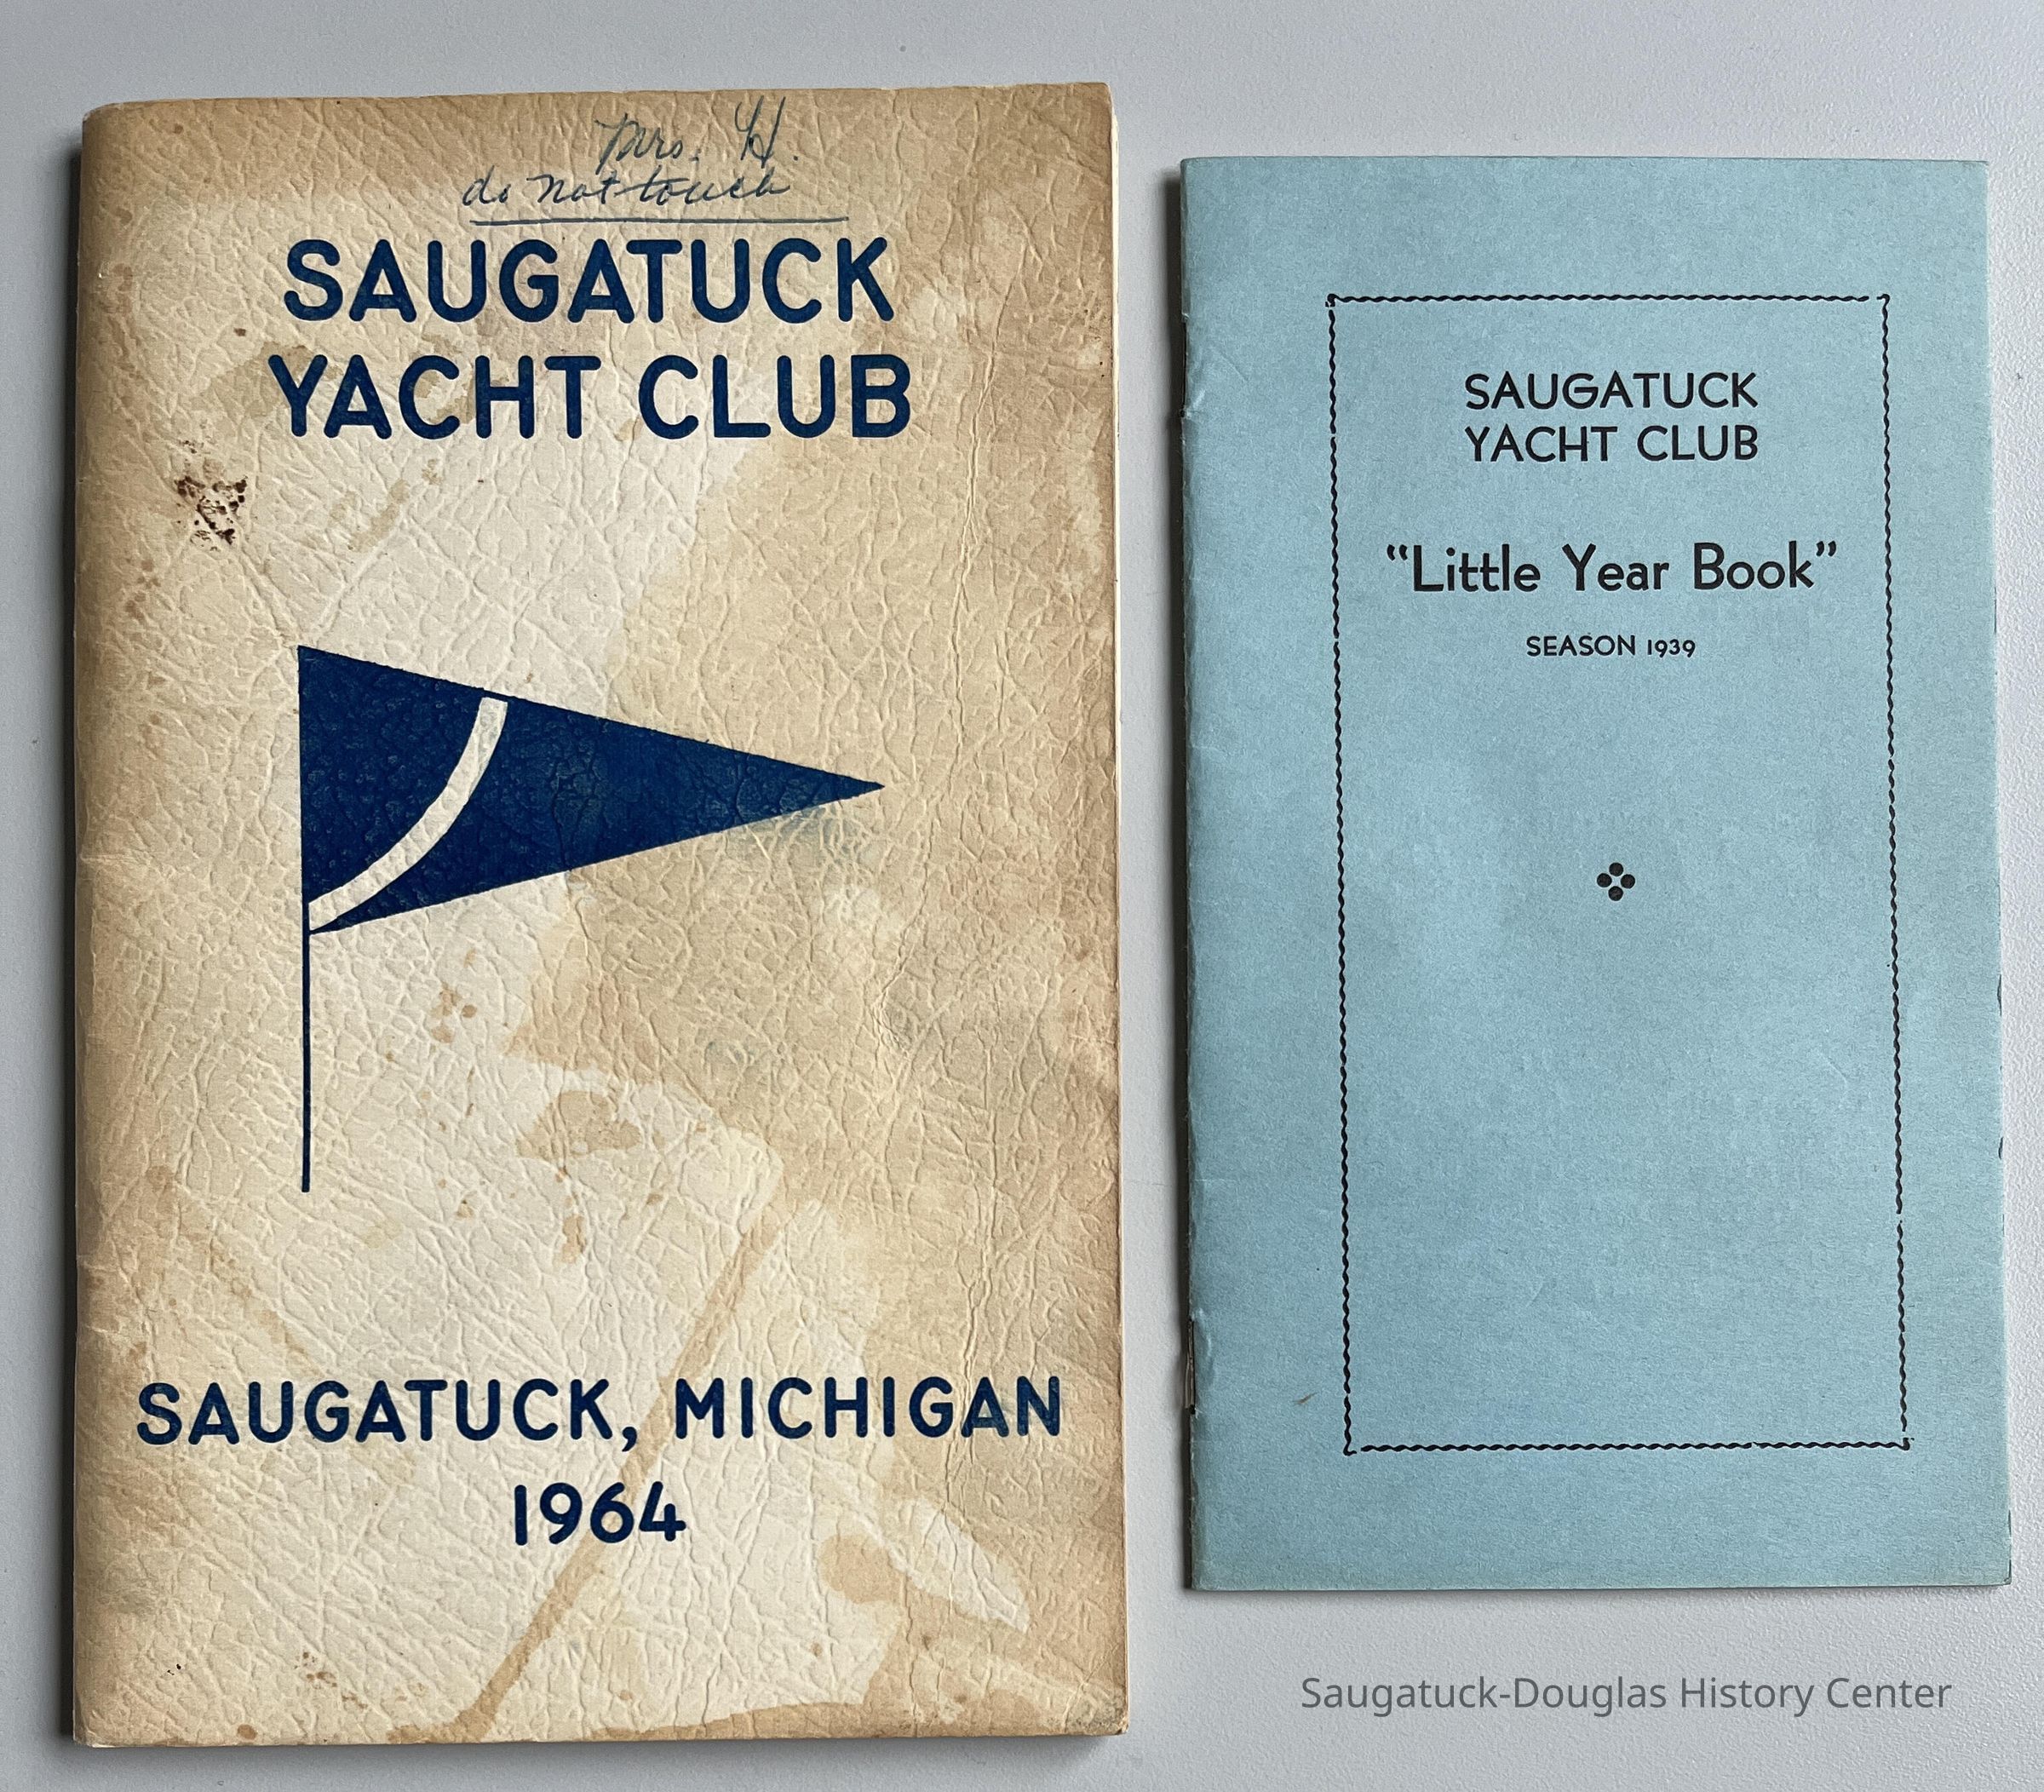 Mrs. H.
do not touch
SAUGATUCK
YACHT CLUB
SAUGATUCK, MICHIGAN
1964
SAUGATUCK
YACHT CLUB
“Little Year Book”
SEASON 1939
Saugatuck-Douglas History Center